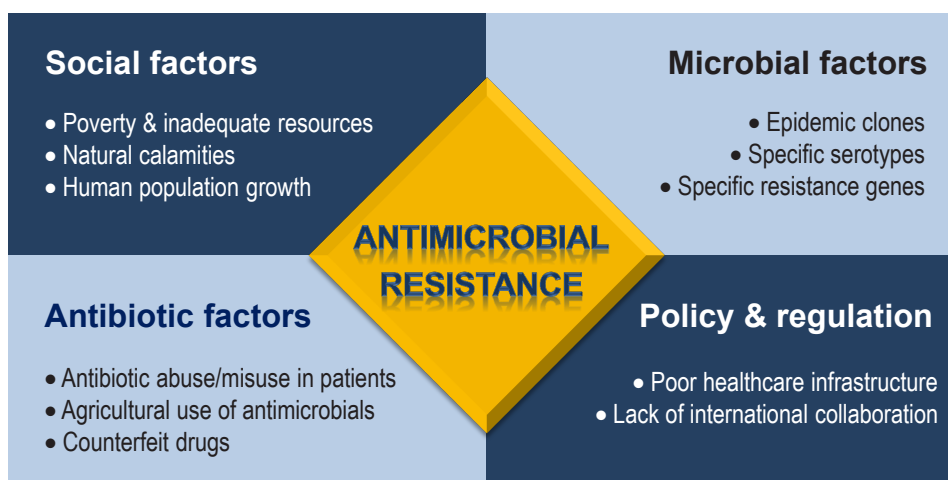 Social factors
• Poverty & inadequate resources
• Natural calamities
• Human population growth
Microbial factors
• Epidemic clones
• Specific serotypes
• Specific resistance genes
ANTIMICROBIAL
RESISTANCE
Antibiotic factors
• Antibiotic abuse/misuse in patients
• Agricultural use of antimicrobials
• Counterfeit drugs
Policy & regulation
• Poor healthcare infrastructure
• Lack of international collaboration